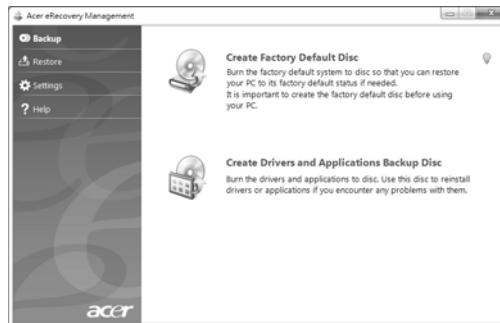 Acer eRecovery Management
Backup
Restore
Settings
Help
Create Factory Default Disc
Burn the factory default system to disc so that you can restore
your PC to its factory default status if needed.
It is important to create the factory default disc before using
your PC.
Create Drivers and Applications Backup Disc
Burn the drivers and applications to disc. Use this disc to reinstall
drivers or applications if you encounter any problems with them.
acer